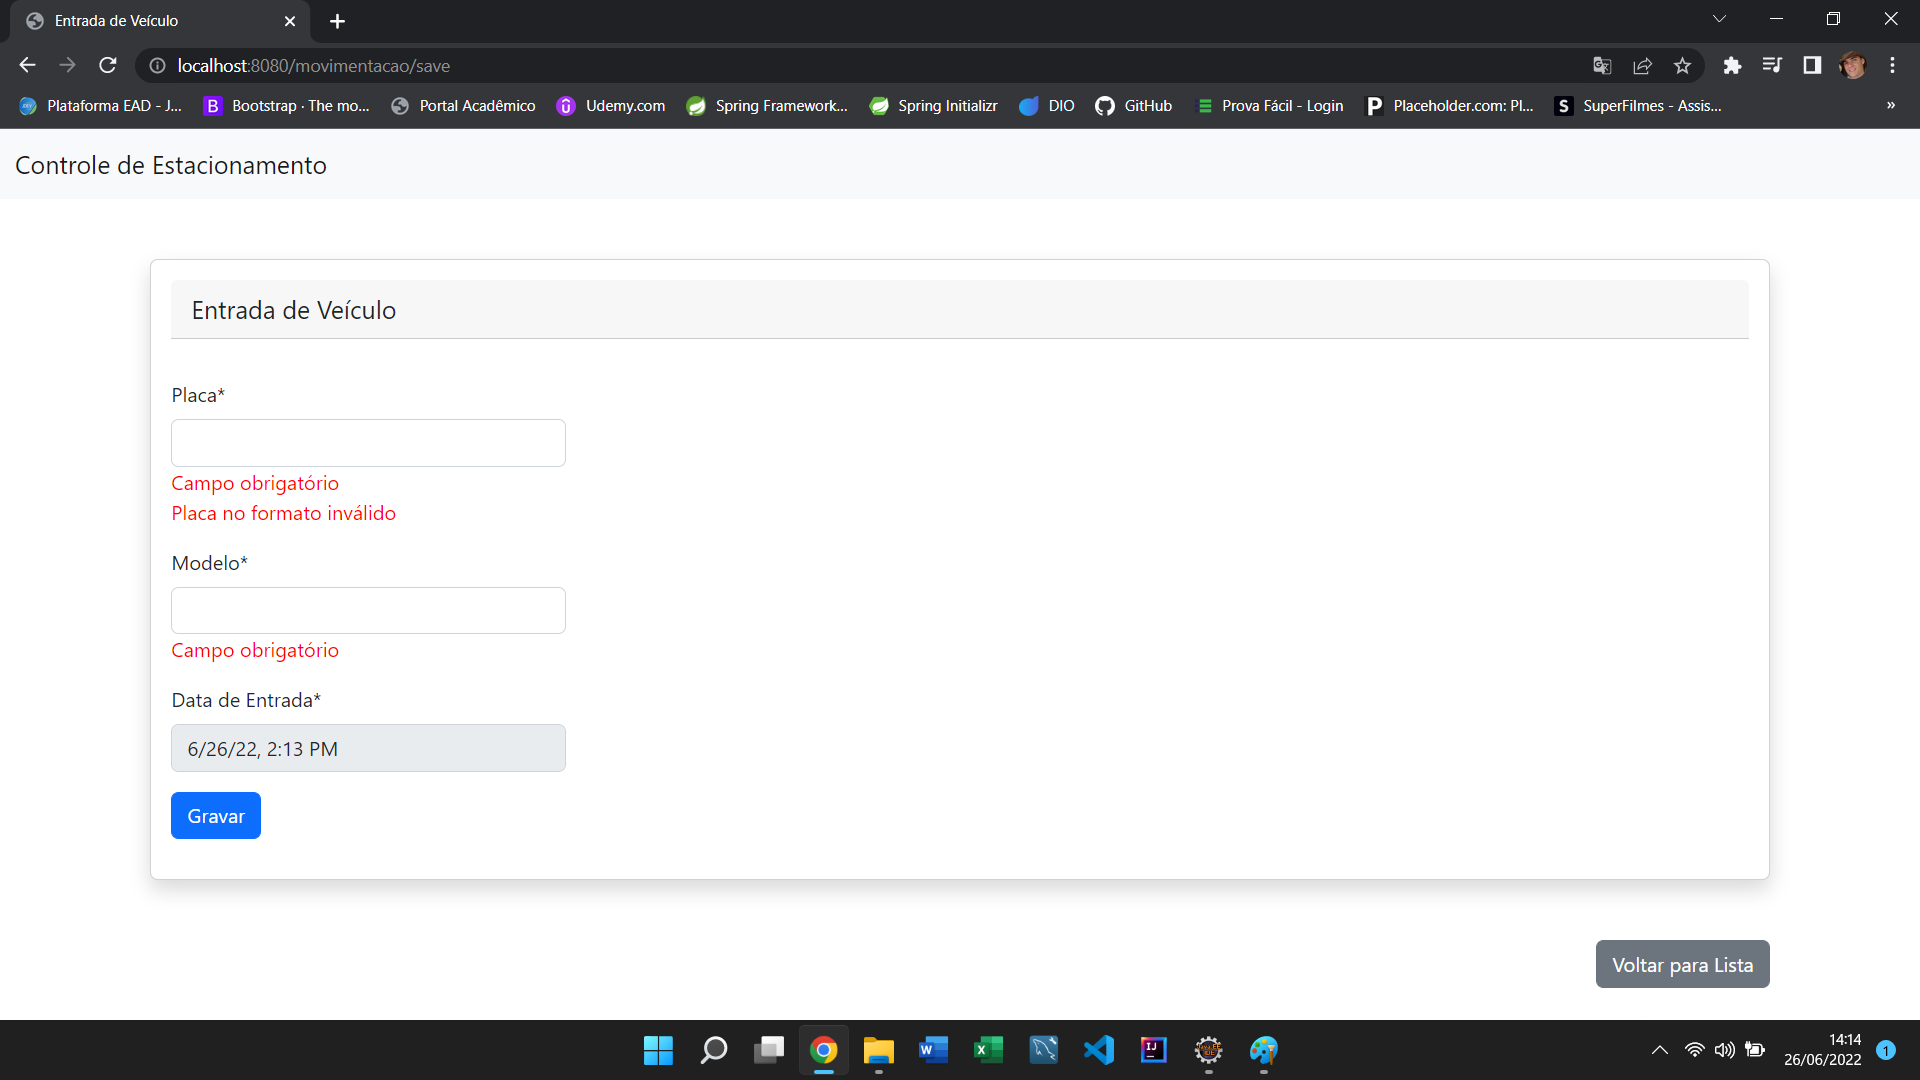 Entrada de Veículo
localhost:8080/movimentacao/save
Plataforma EAD - J...
B Bootstrap · The mo...
Portal Acadêmico
Udemy.com
Spring Framework...
Spring Initializr
DIO
GitHub
Prova Fácil - Login
P Placeholder.com: Pl...
S SuperFilmes - Assis...
»
Controle de Estacionamento
Entrada de Veículo
Placa*
Campo obrigatório
Placa no formato inválido
Modelo*
Campo obrigatório
Data de Entrada*
6/26/22, 2:13 PM
Gravar
Voltar para Lista
14:14
26/06/2022
1